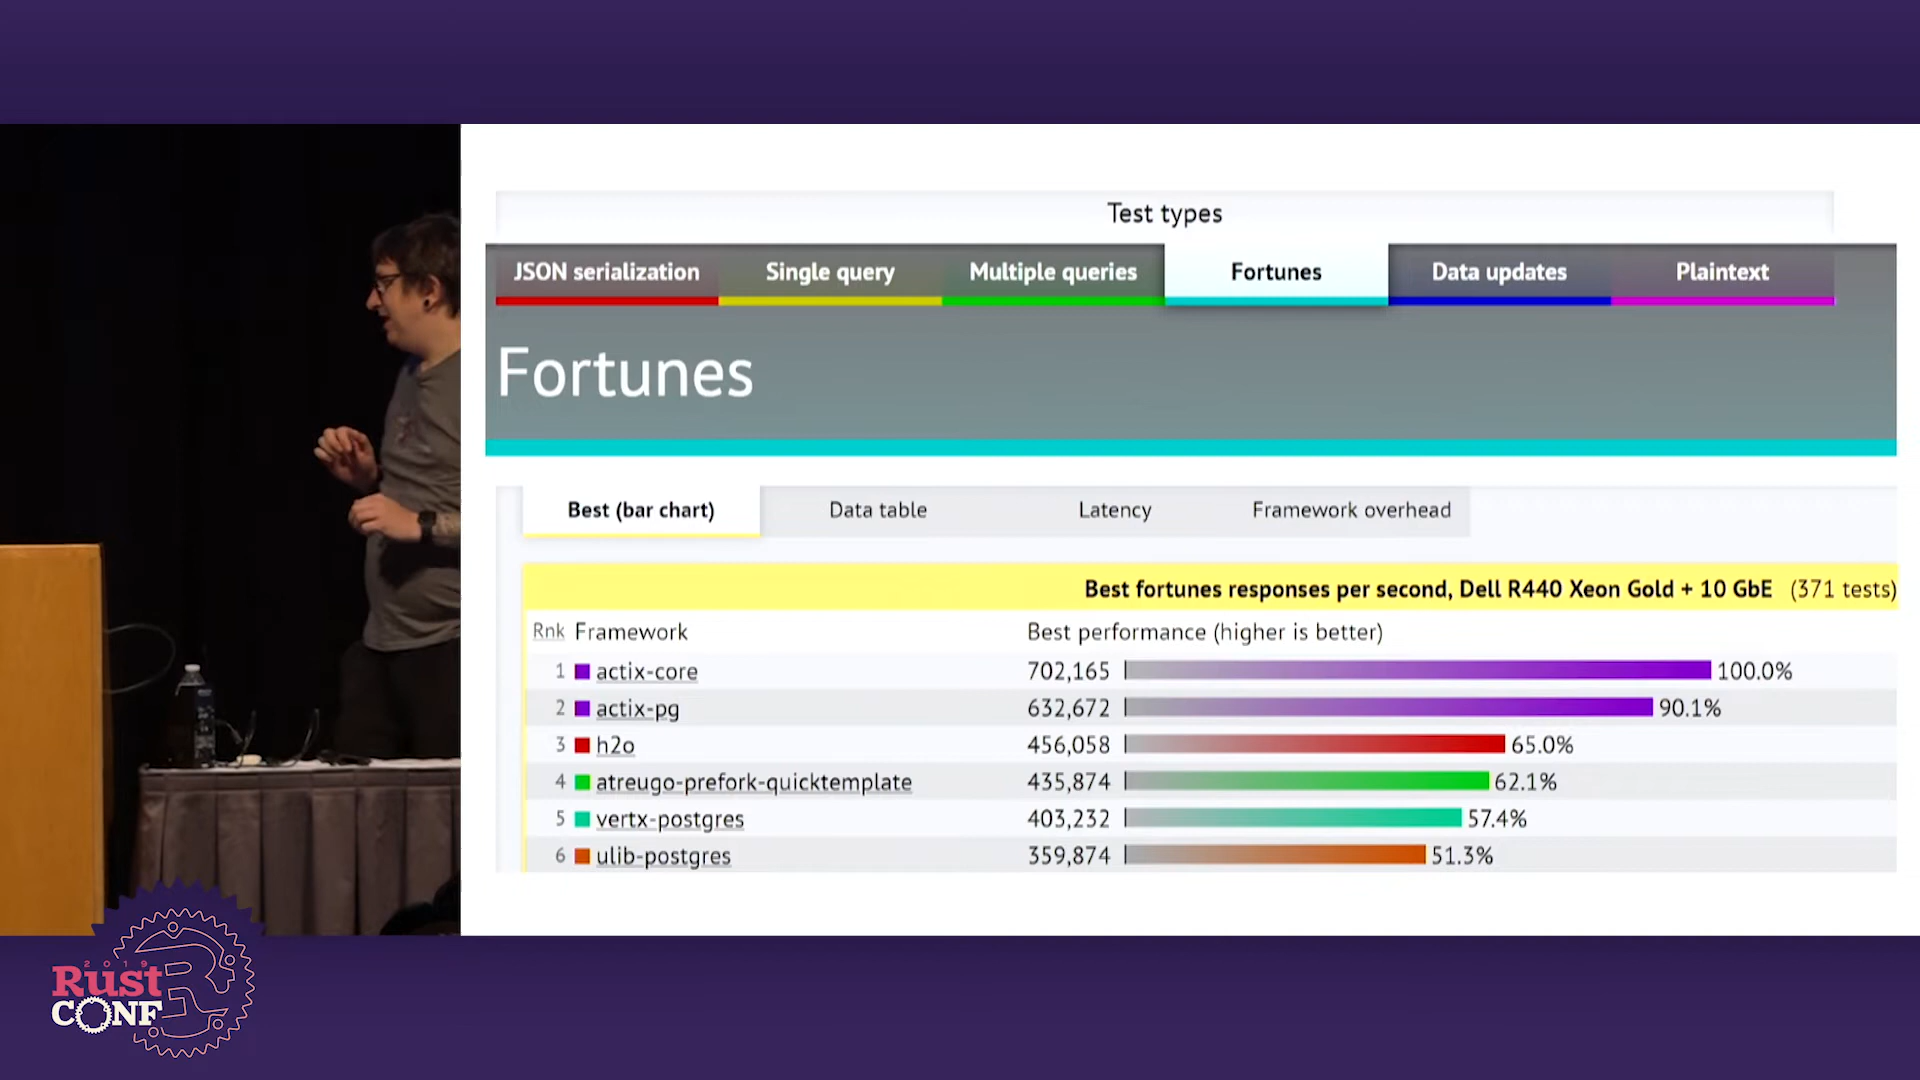 Test types
JSON serialization Single query Multiple queries Fortunes Data updates Plaintext
Fortunes
Best (bar chart) Data table Latency Framework overhead
Best fortunes responses per second, Dell R440 Xeon Gold + 10 GbE (371 tests)
Rnk Framework Best performance (higher is better)
1 actix-core 702,165 100.0%
2 actix-pg 632,672 90.1%
3 h2o 456,058 65.0%
4 atreugo-prefork-quicktemplate 435,874 62.1%
5 vertx-postgres 403,232 57.4%
6 ulib-postgres 359,874 51.3%
2019
Rust
CONF
R